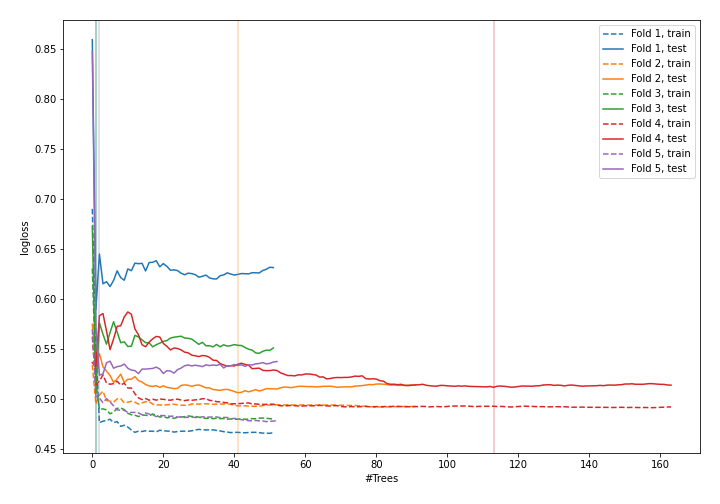 0.85
0.80
0.75
0.70
0.65
0.60
0.55
0.50
0.45
logloss
0 20 40 60 80 100 120 140 160
#Trees
Fold 1, train
Fold 1, test
Fold 2, train
Fold 2, test
Fold 3, train
Fold 3, test
Fold 4, train
Fold 4, test
Fold 5, train
Fold 5, test